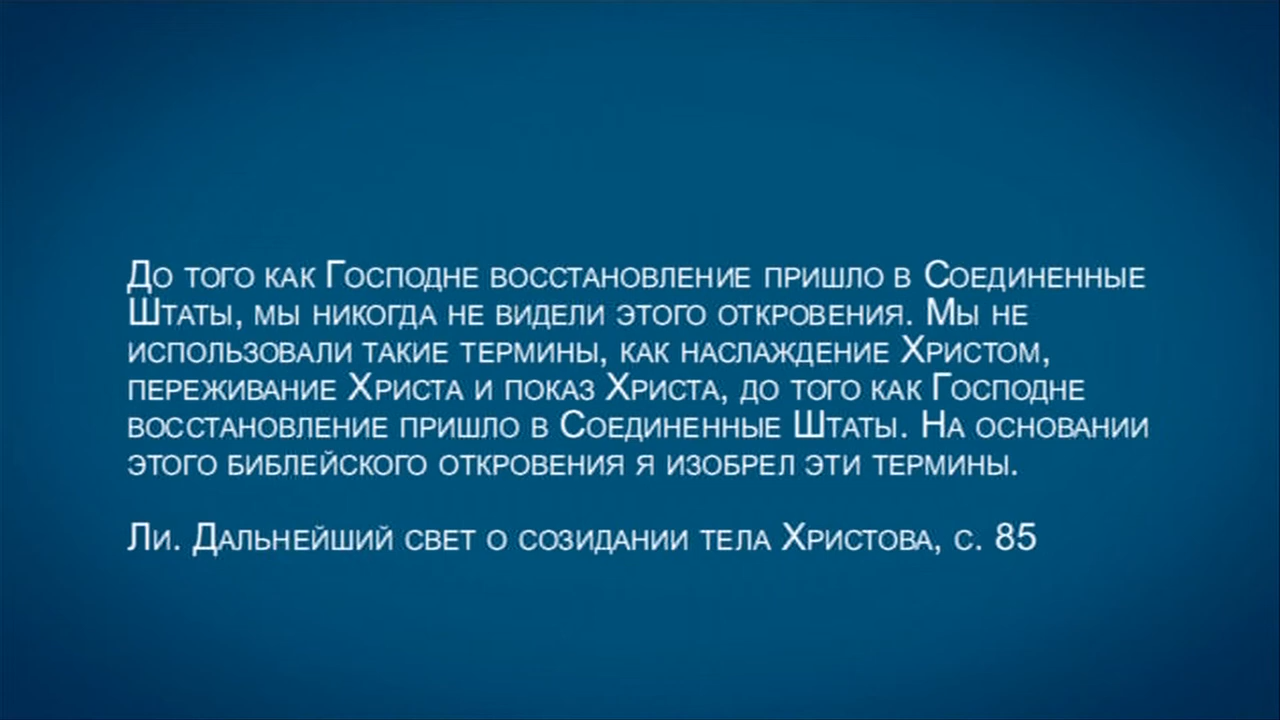 До того как Господне восстановление пришло в Соединенные
Штаты, мы никогда не видели этого откровения. Мы не
использовали такие термины, как наслаждение Христом,
переживание Христа и показ Христа, до того как Господне
восстановление пришло в Соединенные Штаты. На основании
этого библейского откровения я изобрел эти термины.
Ли. Дальнейший свет о созидании тела Христова, с. 85